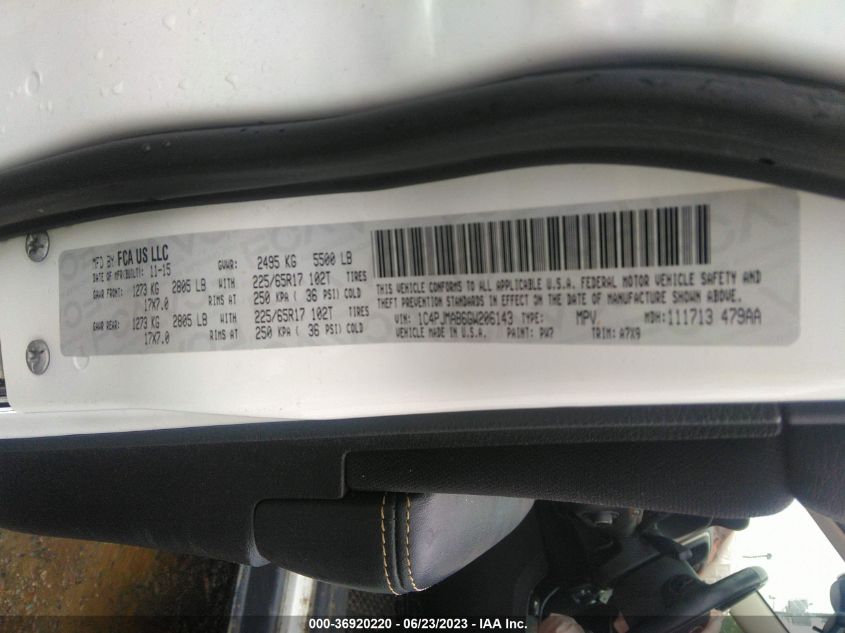 MFD BY FCA US LLC
DATE OF MFR(BUILT): 11-15 GVWR: 2495 KG 5500 LB
GAWR FRONT: 1273 KG 2805 LB WITH 225/65R17 102T TIRES
17X7.0 RIMS AT 250 KPA ( 36 PSI) COLD
GAWR REAR: 1273 KG 2805 LB WITH 225/65R17 102T TIRES
17X7.0 RIMS AT 250 KPA ( 36 PSI) COLD
THIS VEHICLE CONFORMS TO ALL APPLICABLE U.S.A. FEDERAL MOTOR VEHICLE SAFETY AND
THEFT PREVENTION STANDARDS IN EFFECT ON THE DATE OF MANUFACTURE SHOWN ABOVE.
VIN: 1C4PJMAB6GW206143 TYPE: MPV MDH: 111713 479AA
VEHICLE MADE IN U.S.A. PAINT: PW7 TRIM: A7X9
000-36920220 - 06/23/2023 - IAA Inc.